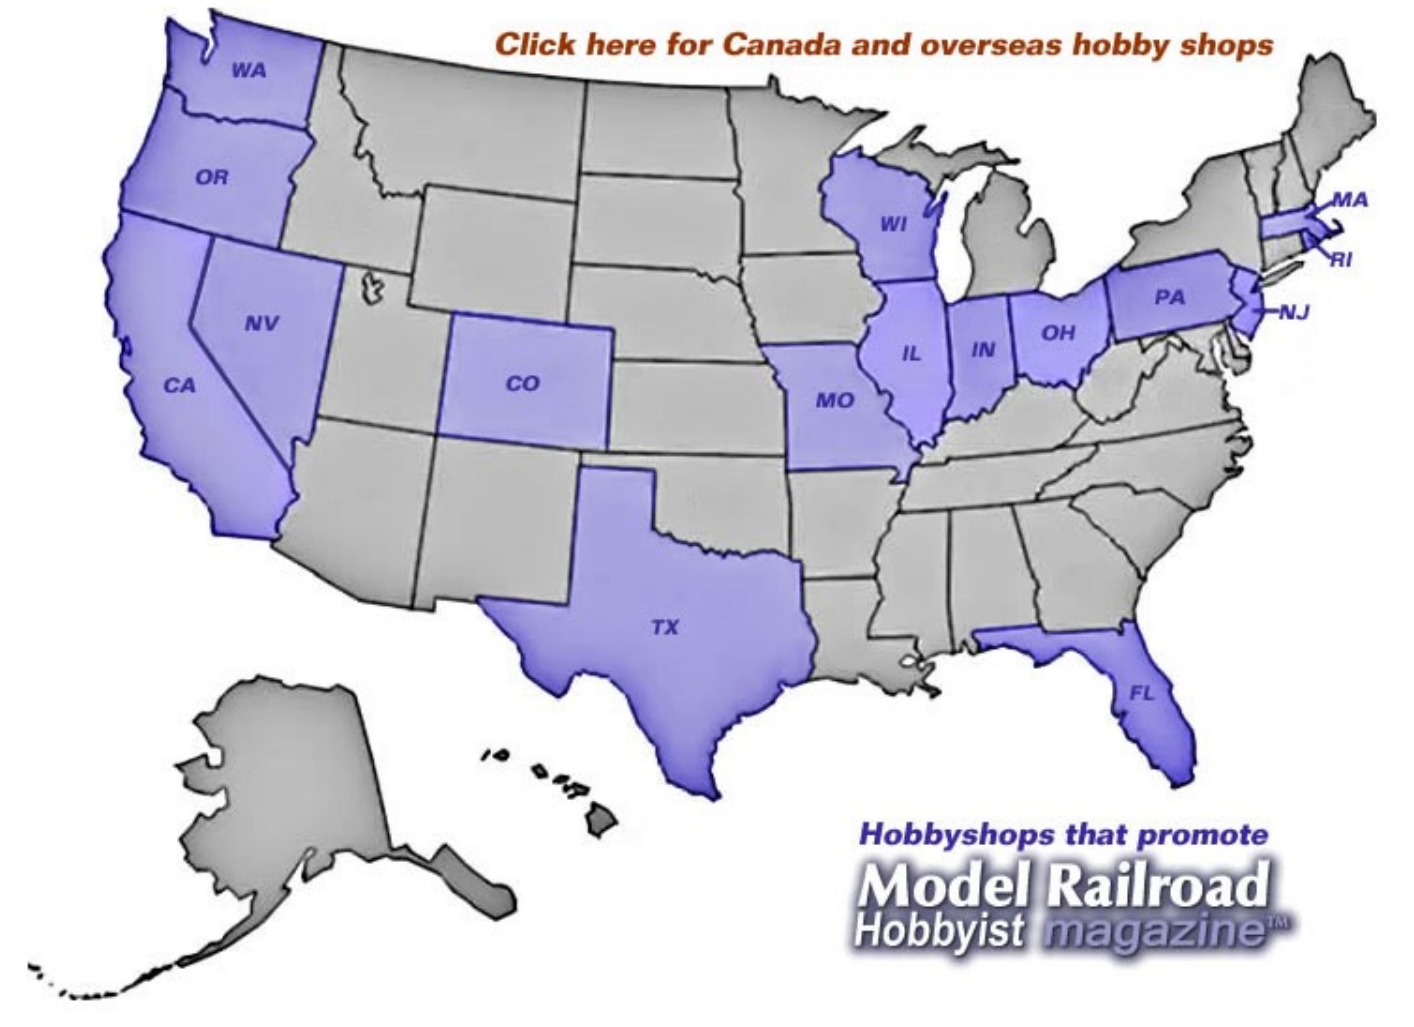 Click here for Canada and overseas hobby shops
WA
OR
MA
WI
RI
PA
NJ
NV
OH
IL
IN
CA
CO
MO
TX
FL
Hobbyshops that promote
Model Railroad
Hobbyist magazine™